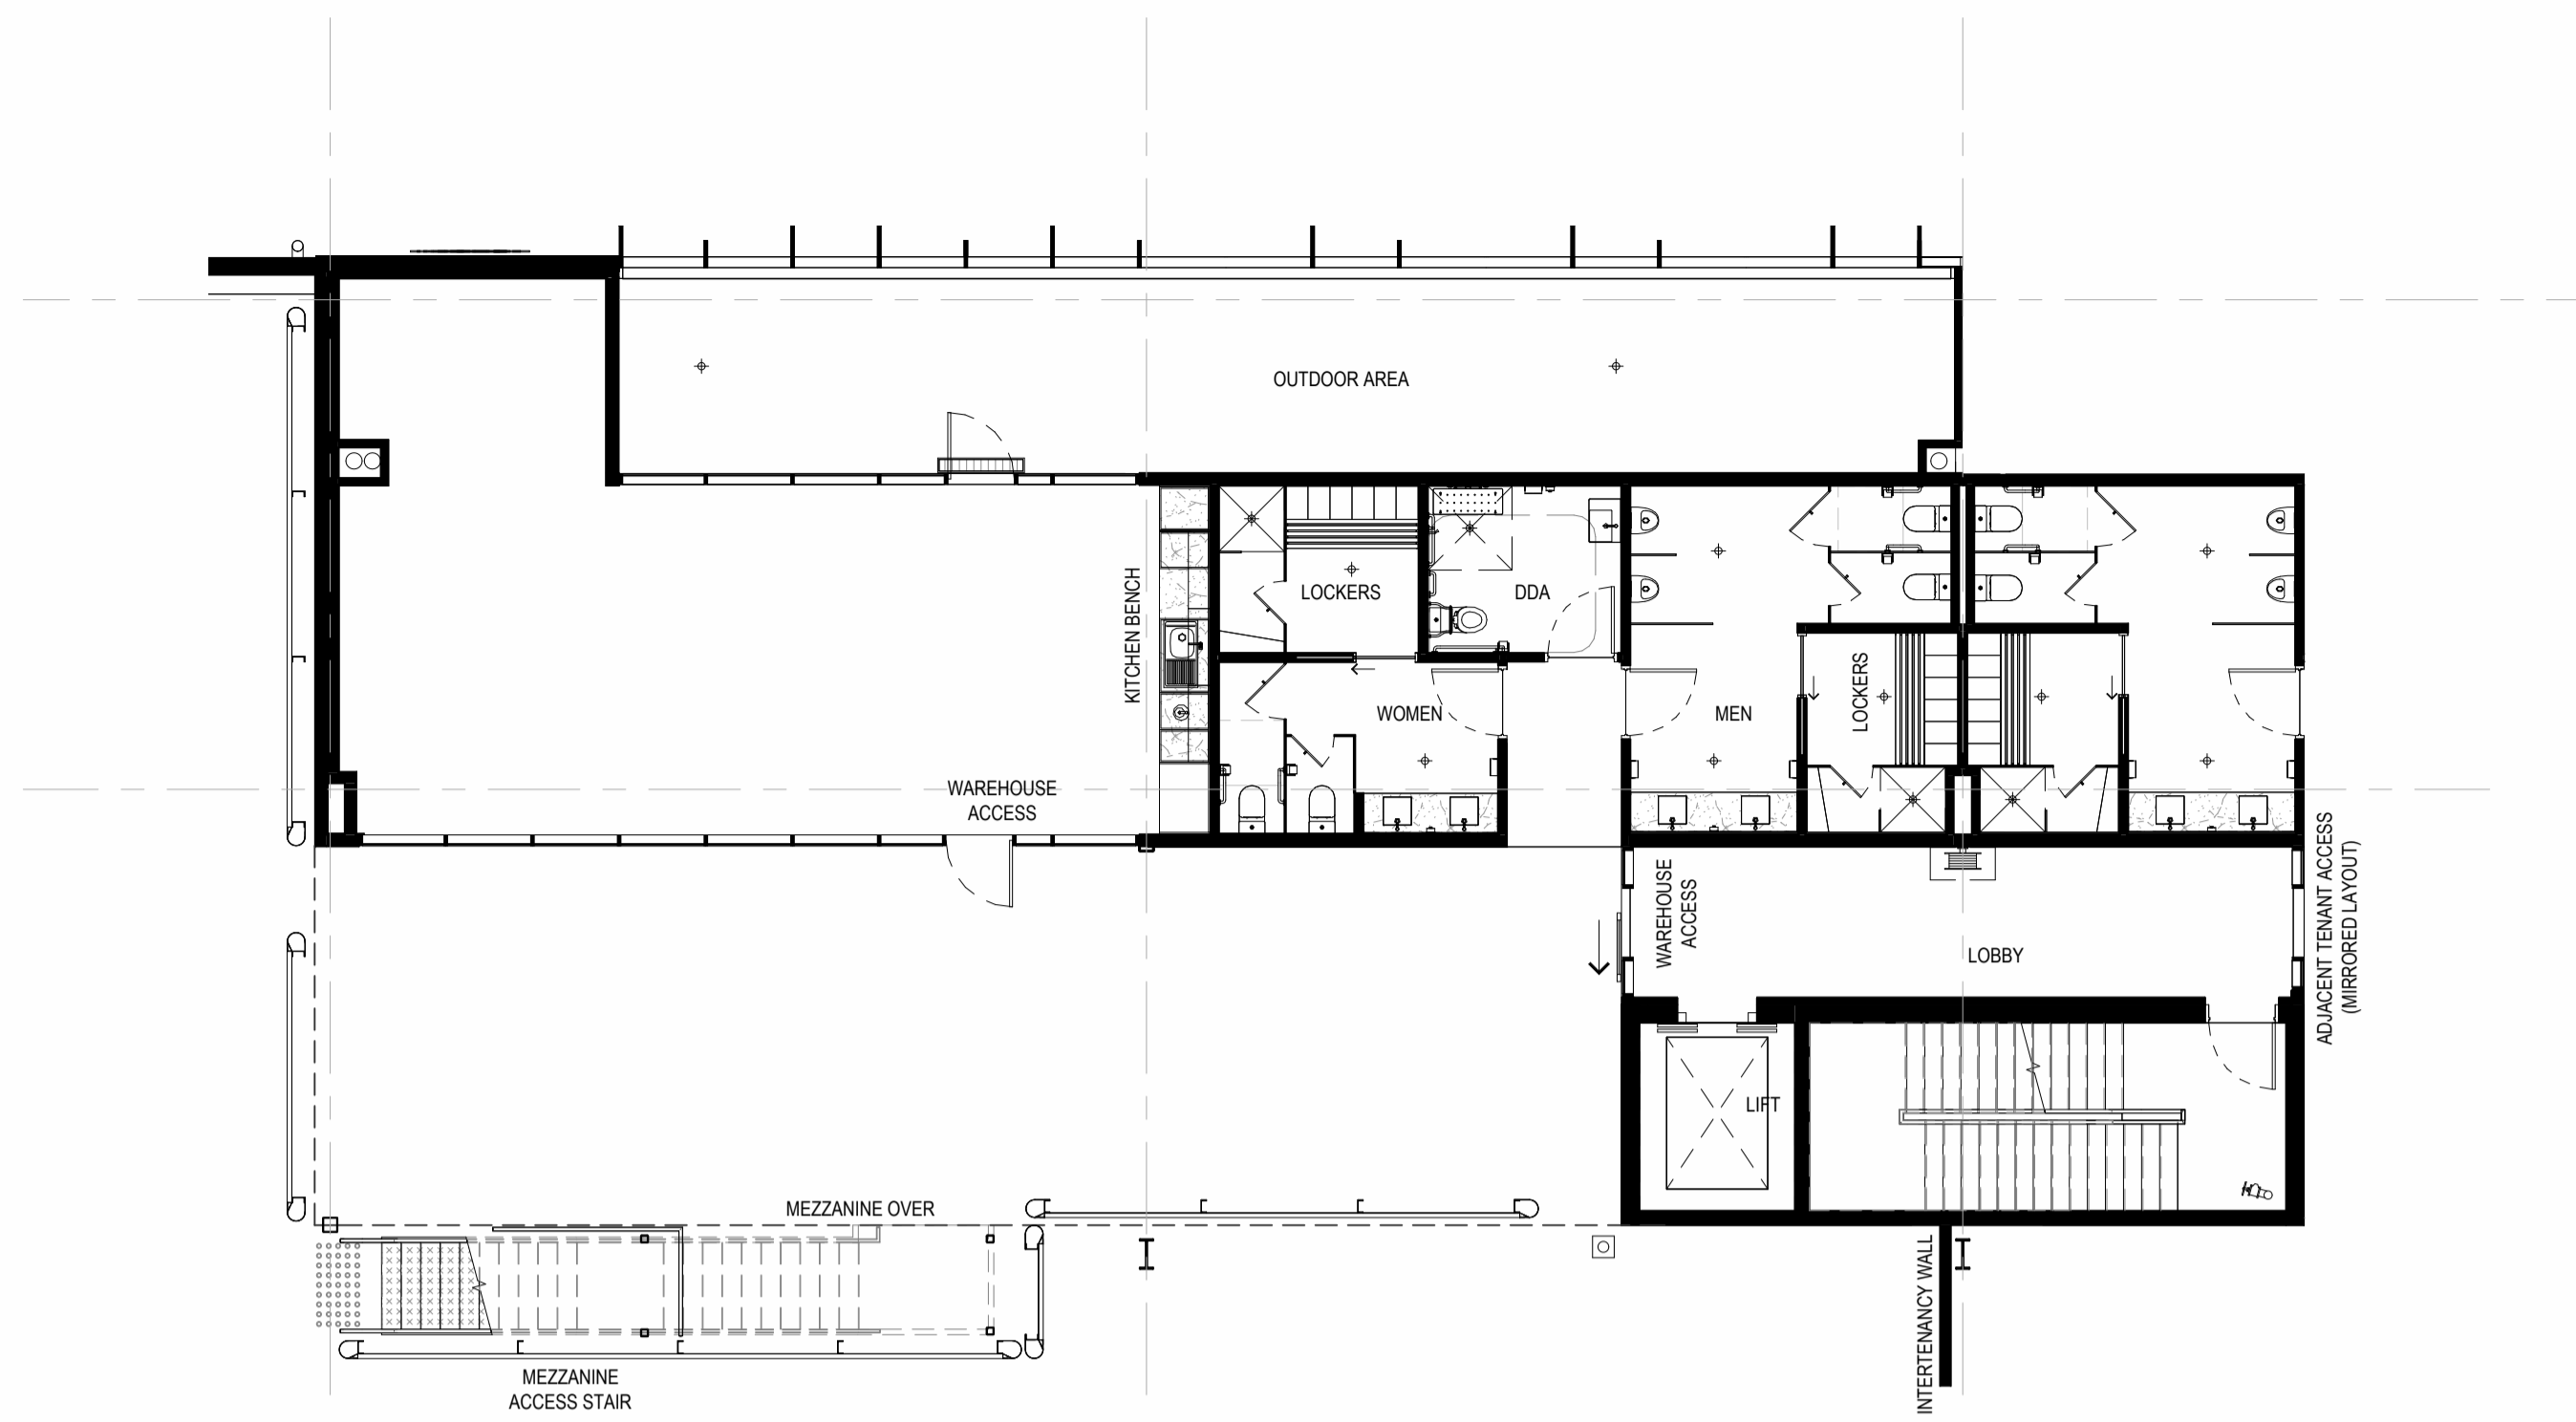 OUTDOOR AREA
KITCHEN BENCH
LOCKERS
DDA
WOMEN
MEN
LOCKERS
WAREHOUSE
ACCESS
WAREHOUSE
ACCESS
LOBBY
ADJACENT TENANT ACCESS
(MIRRORED LAYOUT)
LIFT
MEZZANINE OVER
INTERTENANCY WALL
MEZZANINE
ACCESS STAIR